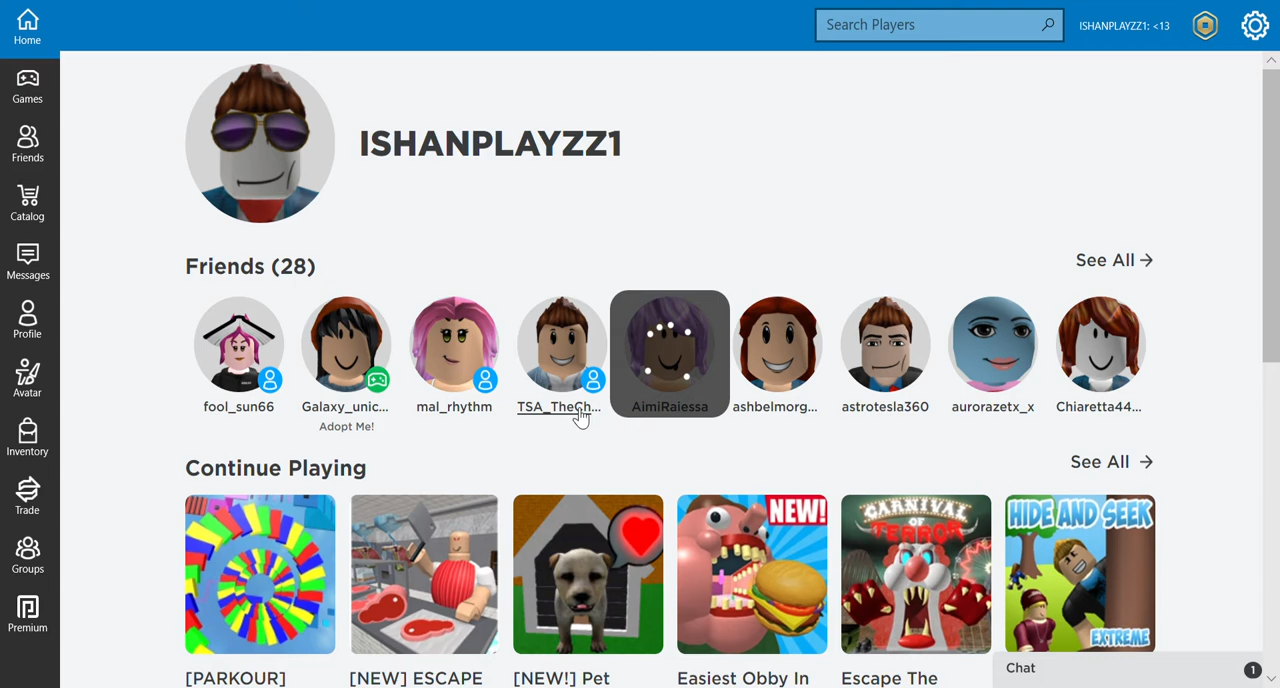 Home
Search Players
ISHANPLAYZZ1: <13
Games
Friends
Catalog
Messages
Profile
Avatar
Inventory
Trade
Groups
Premium
ISHANPLAYZZ1
Friends (28)
See All
fool_sun66
Galaxy_unic...
mal_rhythm
TSA_TheCh...
AimiRaiessa
ashbelmorg...
astrotesla360
aurorazetx_x
Chiaretta44...
Adopt Me!
Continue Playing
See All
NEW!
CARNIVAL
OF
TERROR
HIDE AND SEEK
EXTREME
[PARKOUR]
[NEW] ESCAPE
[NEW!] Pet
Easiest Obby In
Escape The
Chat
1